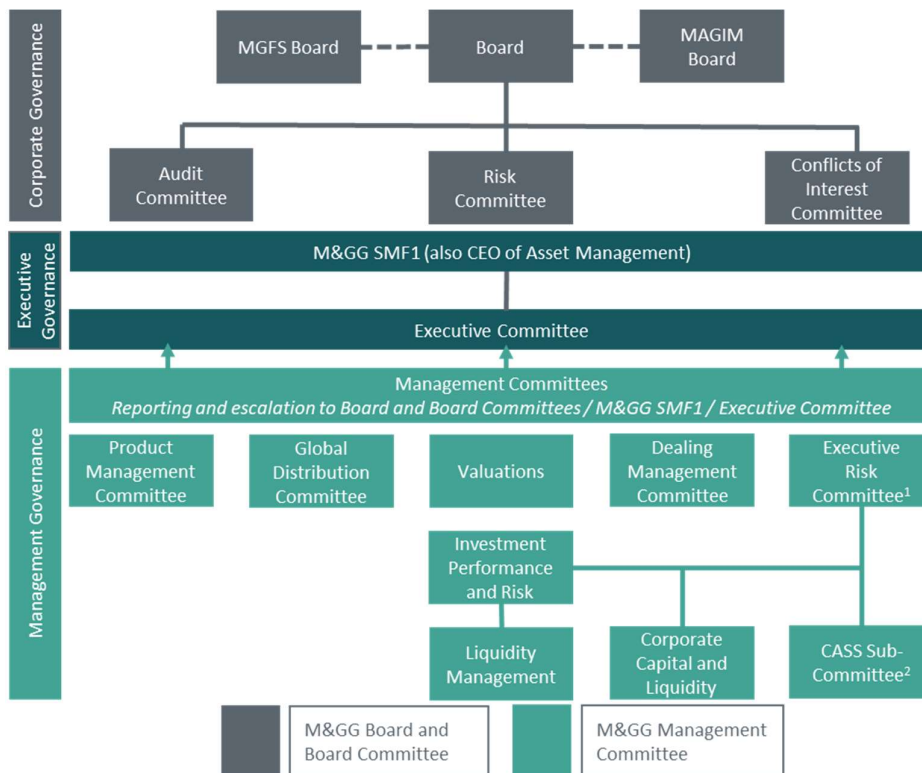 Corporate Governance
MGFS Board
Board
MAGIM
Board
Audit
Committee
Risk
Committee
Conflicts of
Interest
Committee
Executive
Governance
M&GG SMF1 (also CEO of Asset Management)
Executive Committee
Management Governance
Management Committees
Reporting and escalation to Board and Board Committees / M&GG SMF1 / Executive Committee
Product
Management
Committee
Global
Distribution
Committee
Valuations
Dealing
Management
Committee
Executive
Risk
Committee¹
Investment
Performance
and Risk
Liquidity
Management
Corporate
Capital and
Liquidity
CASS Sub-
Committee²
M&GG Board and
Board Committee
M&GG Management
Committee